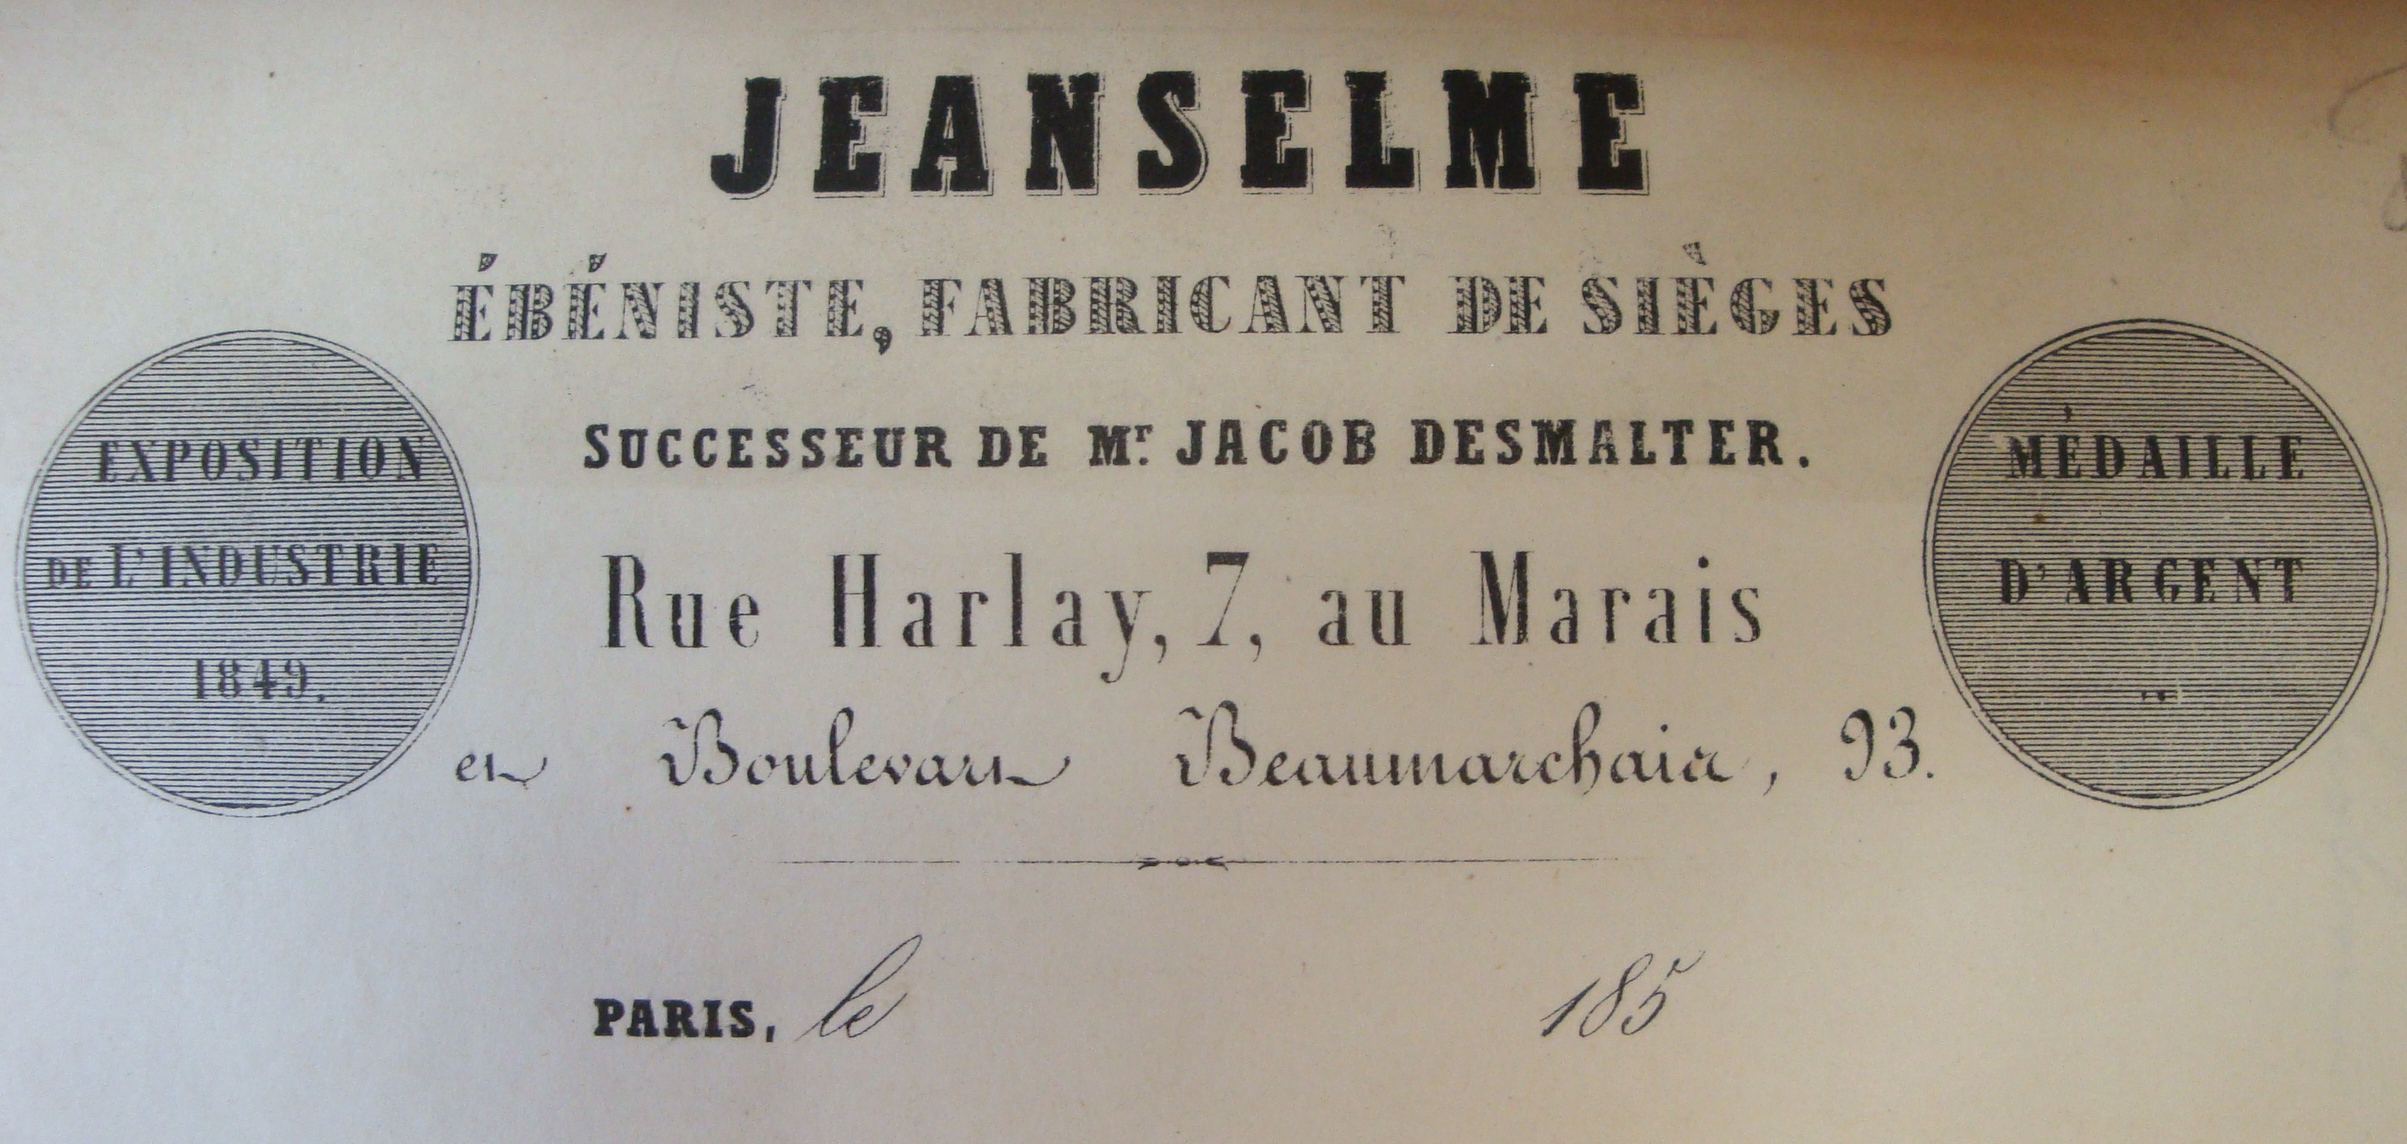 JEANSELME
ÉBÉNISTE, FABRICANT DE SIÈGES
SUCCESSEUR DE Mr. JACOB DESMALTER.
EXPOSITION
DE L'INDUSTRIE
1849.
MÉDAILLE
D'ARGENT
Rue Harlay, 7, au Marais
et Boulevart Beaumarchais, 93.
PARIS, le 185